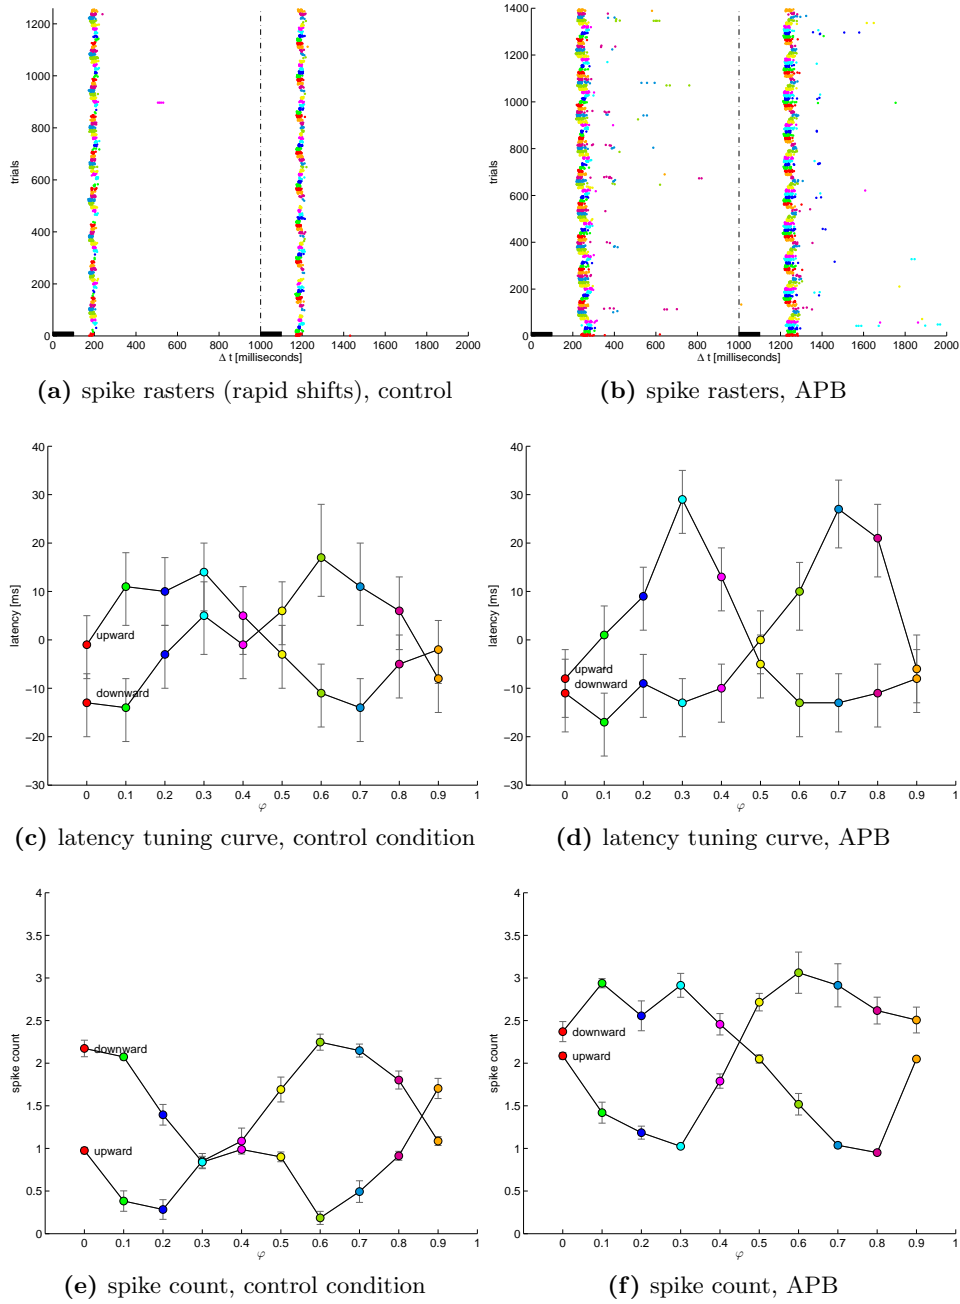 trials
1200
1000
800
600
400
200
0
0 200 400 600 800 1000 1200 1400 1600 1800 2000
Δ t [milliseconds]
(a) spike rasters (rapid shifts), control
trials
1400
1200
1000
800
600
400
200
0
0 200 400 600 800 1000 1200 1400 1600 1800 2000
Δ t [milliseconds]
(b) spike rasters, APB
latency [ms]
40
30
20
10
0
−10
−20
−30
upward
downward
0 0.1 0.2 0.3 0.4 0.5 0.6 0.7 0.8 0.9 1
φ
(c) latency tuning curve, control condition
latency [ms]
40
30
20
10
0
−10
−20
−30
upward
downward
0 0.1 0.2 0.3 0.4 0.5 0.6 0.7 0.8 0.9 1
φ
(d) latency tuning curve, APB
spike count
4
3.5
3
2.5
2
1.5
1
0.5
0
downward
upward
0 0.1 0.2 0.3 0.4 0.5 0.6 0.7 0.8 0.9 1
φ
(e) spike count, control condition
spike count
4
3.5
3
2.5
2
1.5
1
0.5
0
downward
upward
0 0.1 0.2 0.3 0.4 0.5 0.6 0.7 0.8 0.9 1
φ
(f) spike count, APB